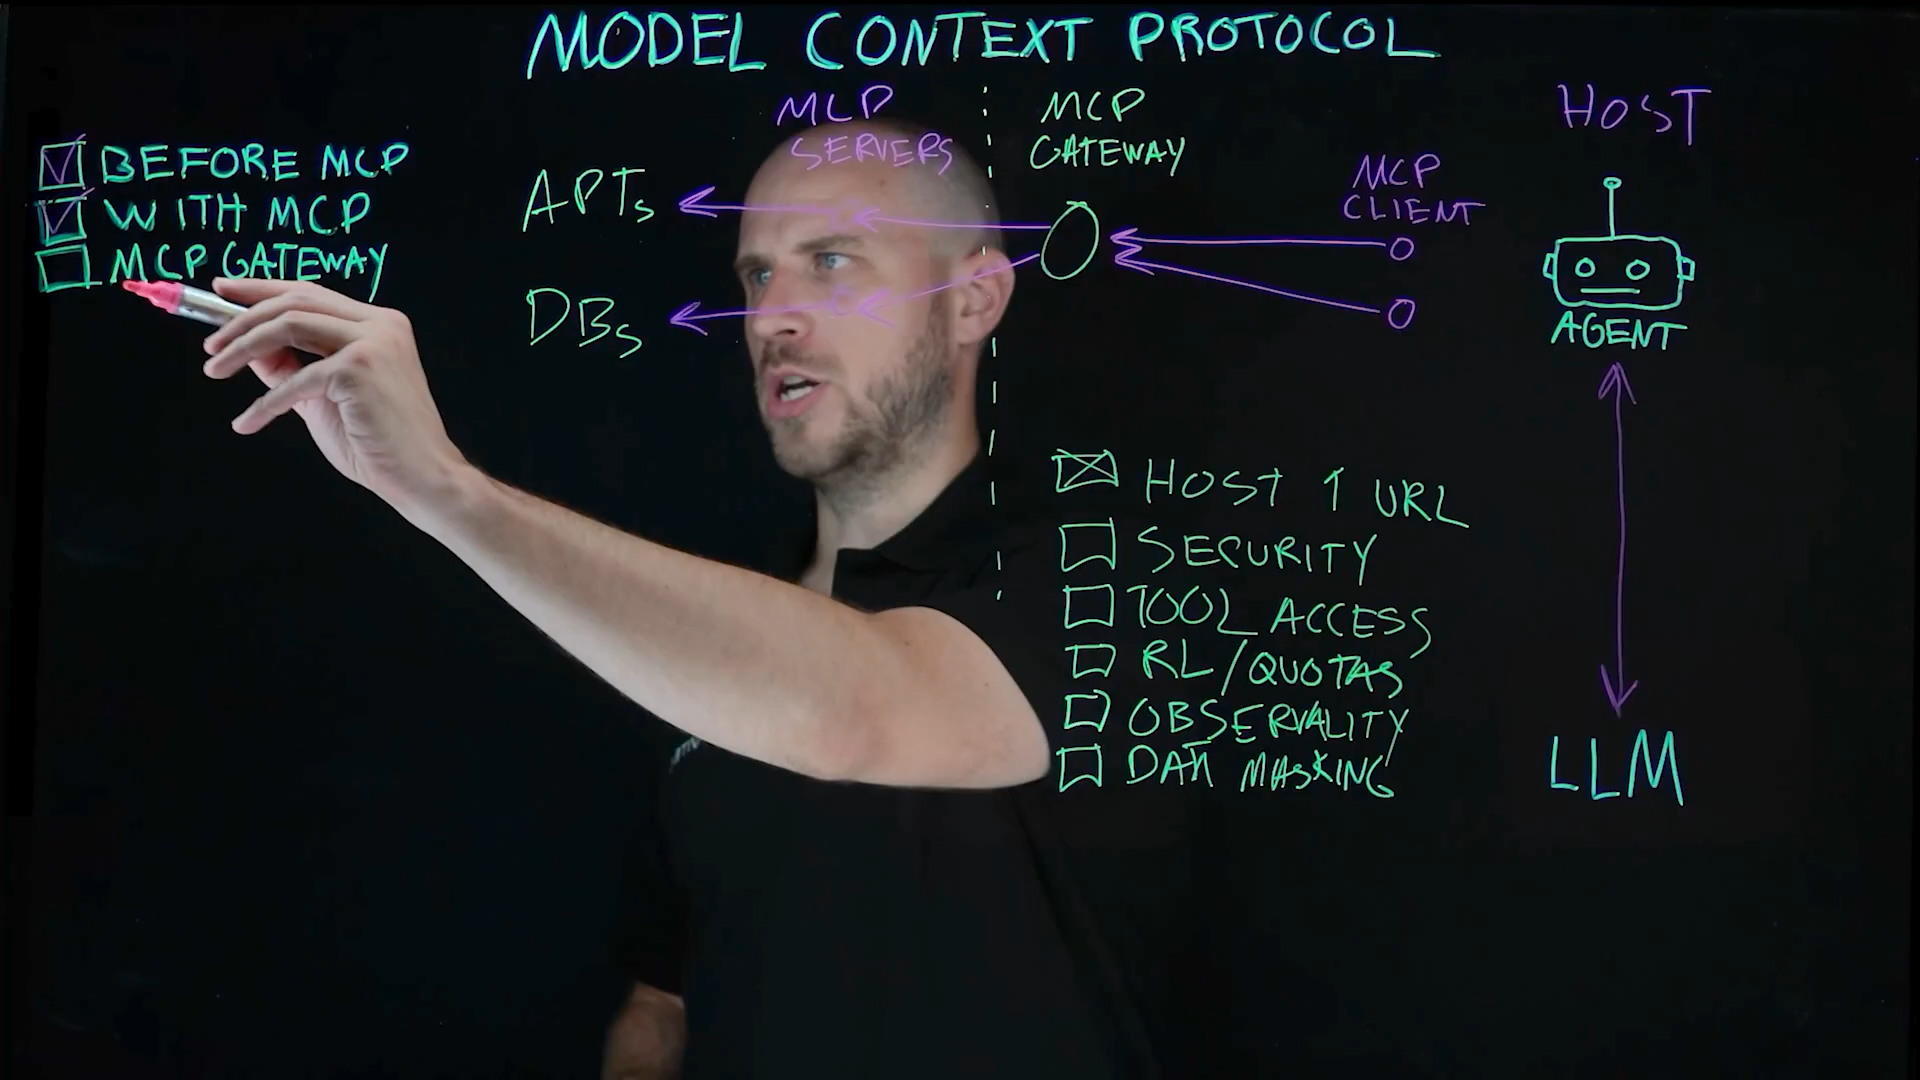 MODEL CONTEXT PROTOCOL
BEFORE MCP
WITH MCP
MCP GATEWAY
MCP
SERVERS
APIs
DBs
MCP
GATEWAY
MCP
CLIENT
HOST
AGENT
LLM
HOST 1 URL
SECURITY
TOOL ACCESS
RL/QUOTAS
OBSERVALITY
DATA MASKING